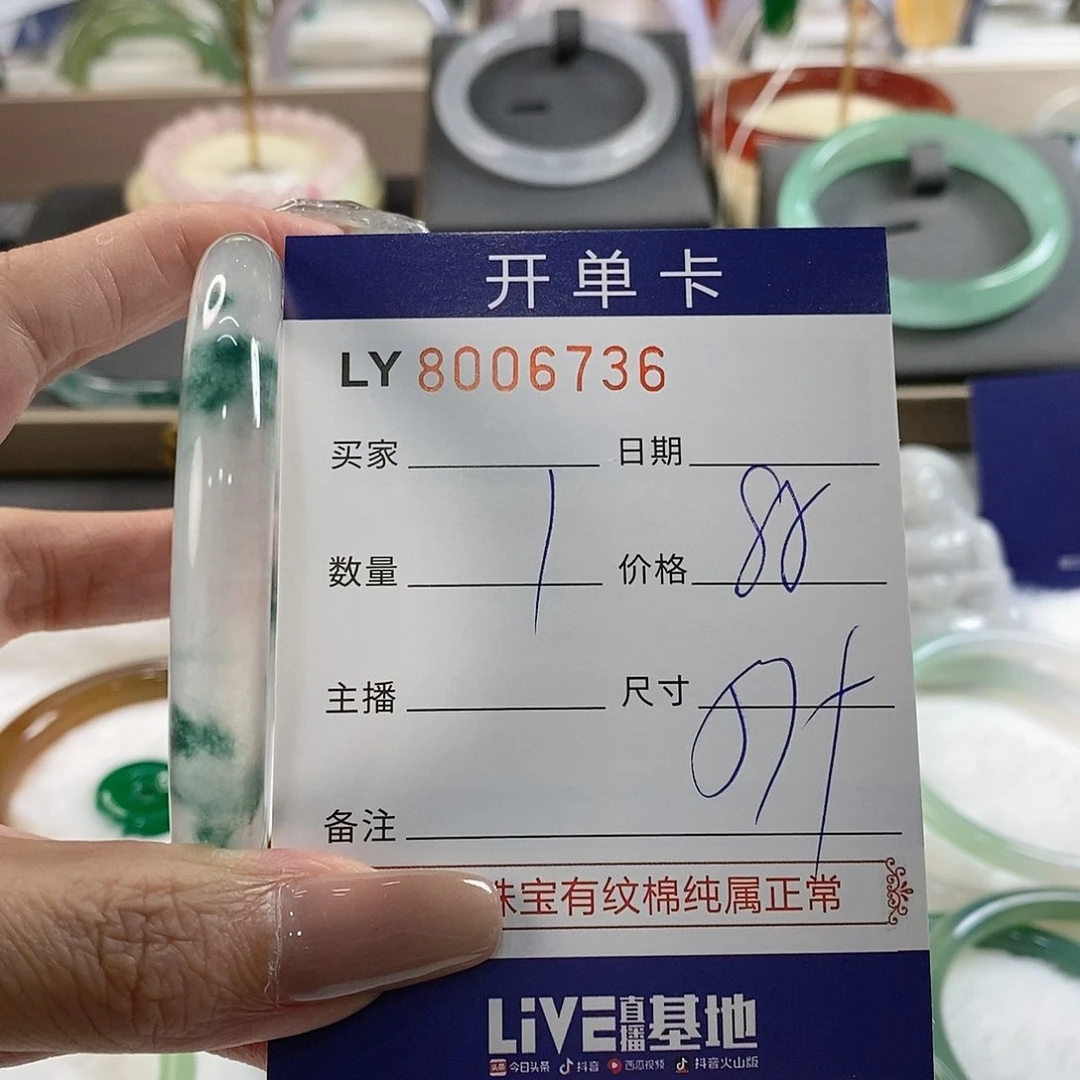 开单卡
LY 8006736
买家 日期
数量 1 价格 88
主播 尺寸
备注
珠宝有纹棉纯属正常
LiVE直播基地
今日头条 抖音 西瓜视频 抖音火山版